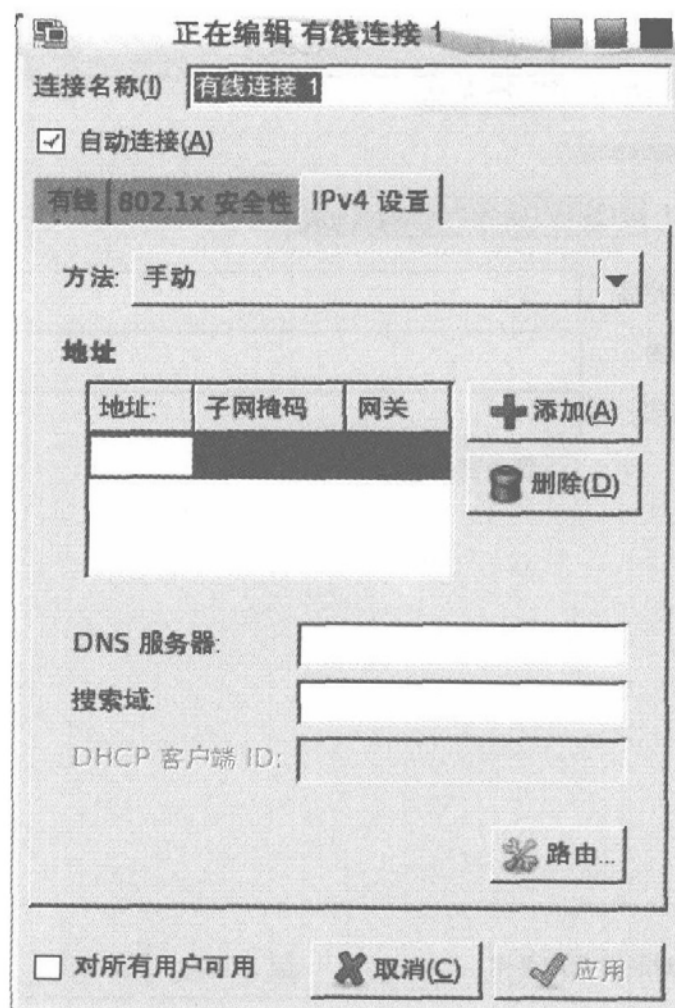 正在编辑 有线连接 1
连接名称(I) 有线连接 1
自动连接(A)
有线 802.1x 安全性 IPv4 设置
方法: 手动
地址
地址: 子网掩码 网关
添加(A)
删除(D)
DNS 服务器:
搜索域:
DHCP 客户端 ID:
路由...
对所有用户可用 取消(C) 应用